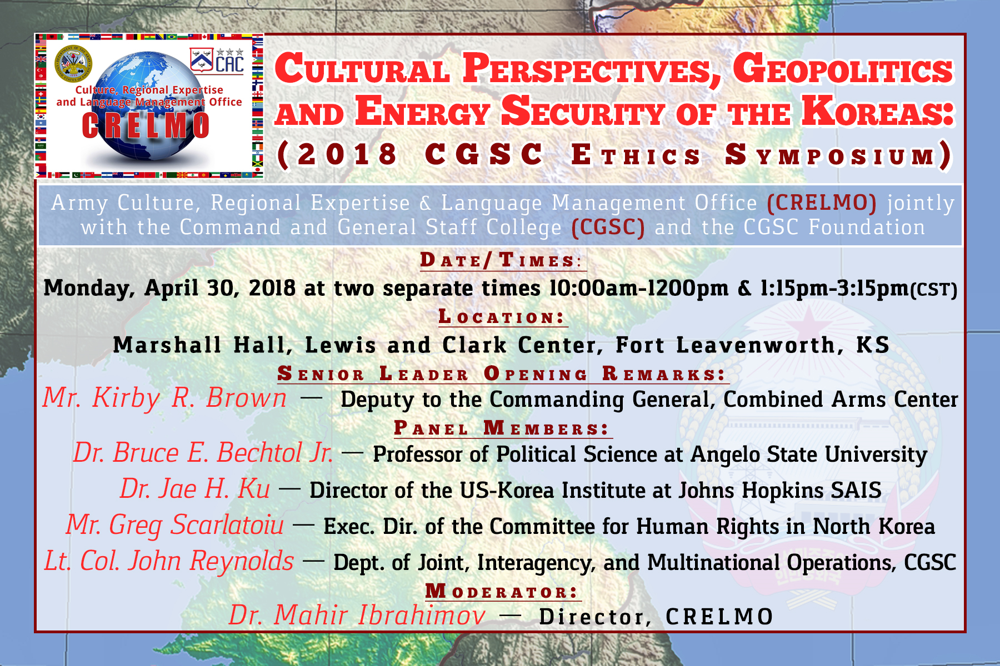 DEPARTMENT OF THE ARMY
CAC
Culture, Regional Expertise
and Language Management Office
CRELMO
Cultural Perspectives, Geopolitics
and Energy Security of the Koreas:
(2018 CGSC Ethics Symposium)
Army Culture, Regional Expertise & Language Management Office (CRELMO) jointly
with the Command and General Staff College (CGSC) and the CGSC Foundation
Date/Times:
Monday, April 30, 2018 at two separate times 10:00am-1200pm & 1:15pm-3:15pm(CST)
Location:
Marshall Hall, Lewis and Clark Center, Fort Leavenworth, KS
Senior Leader Opening Remarks:
Mr. Kirby R. Brown — Deputy to the Commanding General, Combined Arms Center
Panel Members:
Dr. Bruce E. Bechtol Jr. — Professor of Political Science at Angelo State University
Dr. Jae H. Ku — Director of the US-Korea Institute at Johns Hopkins SAIS
Mr. Greg Scarlatoiu — Exec. Dir. of the Committee for Human Rights in North Korea
Lt. Col. John Reynolds — Dept. of Joint, Interagency, and Multinational Operations, CGSC
Moderator:
Dr. Mahir Ibrahimov — Director, CRELMO